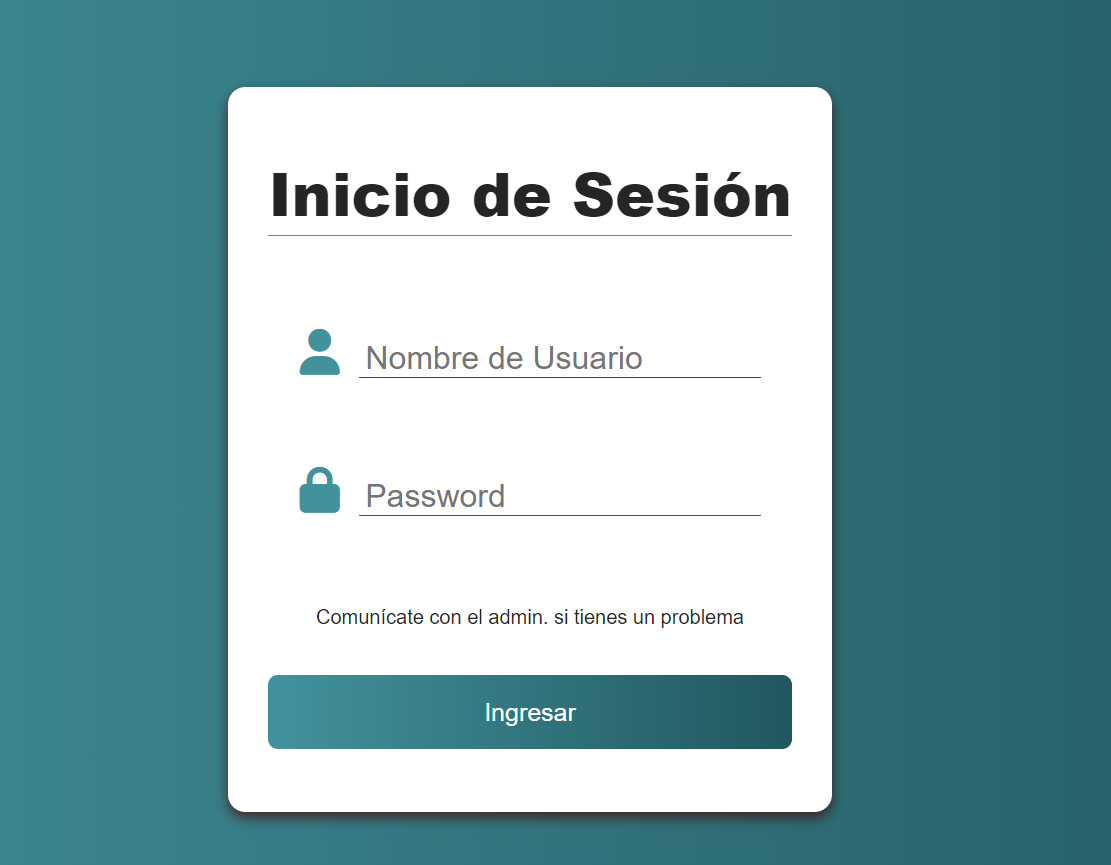 Inicio de Sesión
Nombre de Usuario
Password
Comunícate con el admin. si tienes un problema
Ingresar